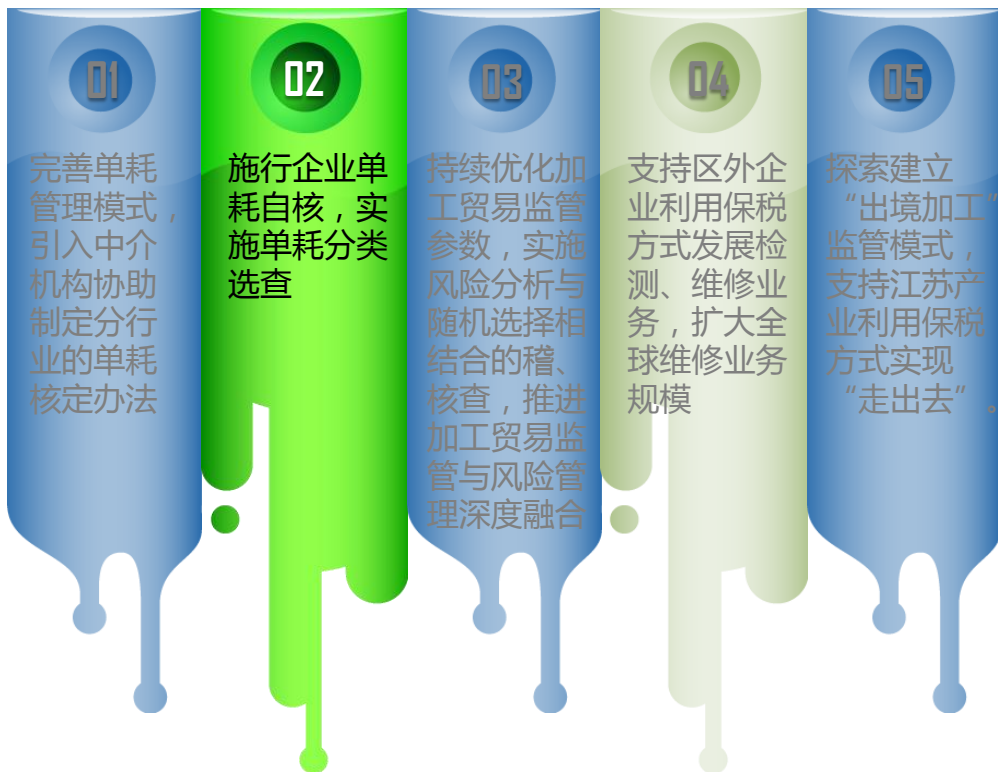 01
完善单耗
管理模式，
引入中介
机构协助
制定分行
业的单耗
核定办法
02
施行企业单
耗自核，实
施单耗分类
选查
03
持续优化加
工贸易监管
参数，实施
风险分析与
随机选择相
结合的稽、
核查，推进
加工贸易监
管与风险管
理深度融合
04
支持区外企
业利用保税
方式发展检
测、维修业
务，扩大全
球维修业务
规模
05
探索建立
“出境加工”
监管模式，
支持江苏产
业利用保税
方式实现
“走出去”。